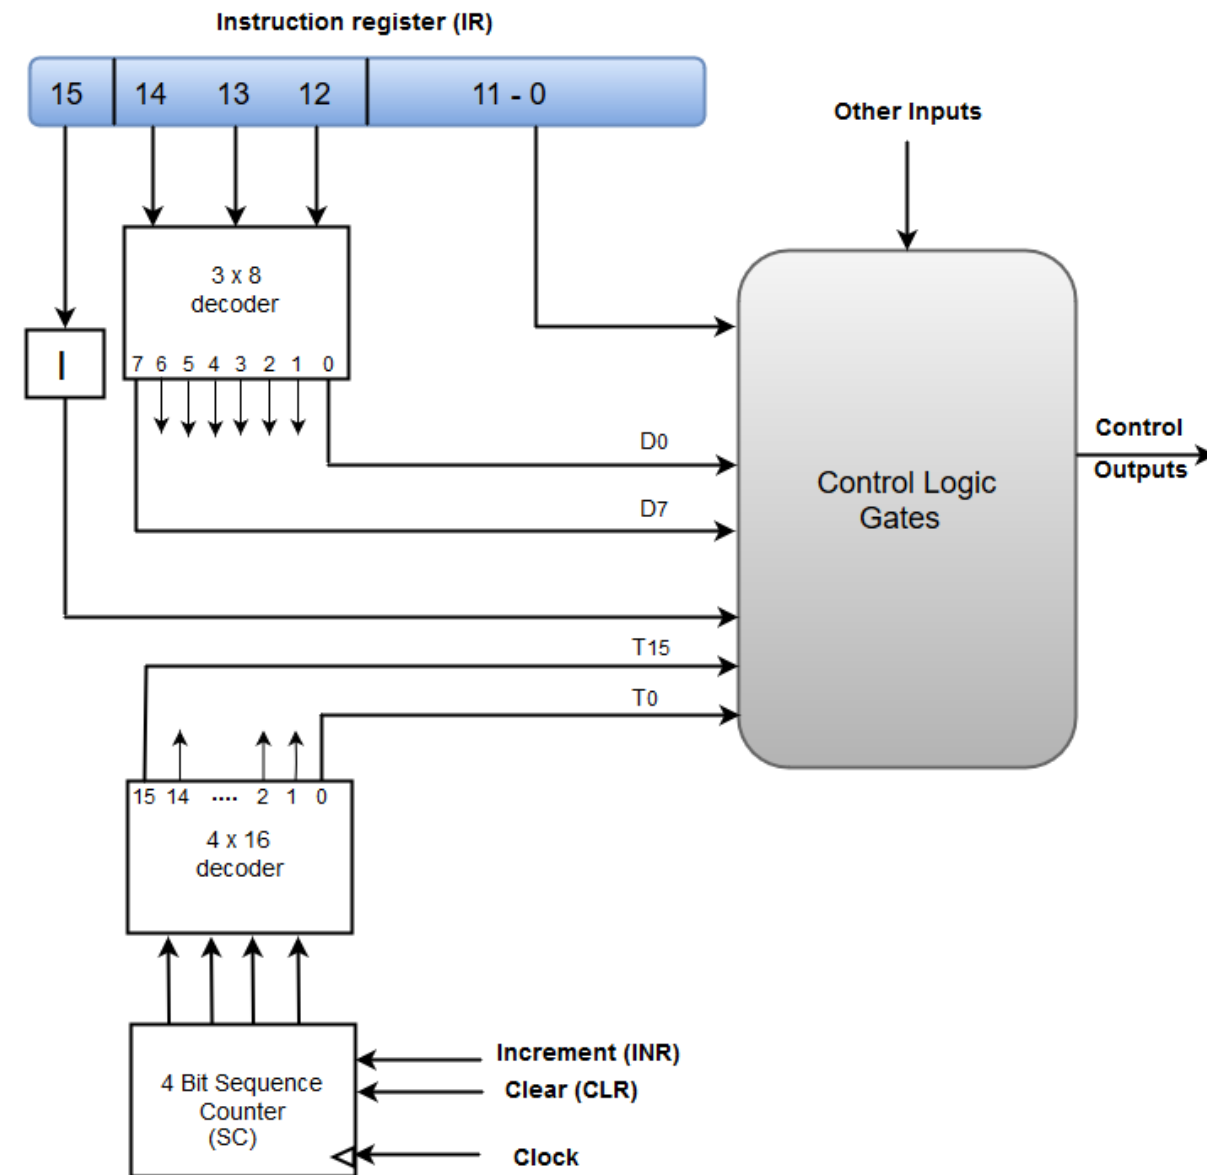 Instruction register (IR)
15 14 13 12 11 - 0
Other Inputs
3 x 8
decoder
I
7 6 5 4 3 2 1 0
D0
Control
Outputs
Control Logic
Gates
D7
T15
T0
15 14 .... 2 1 0
4 x 16
decoder
Increment (INR)
4 Bit Sequence
Counter
(SC)
Clear (CLR)
Clock